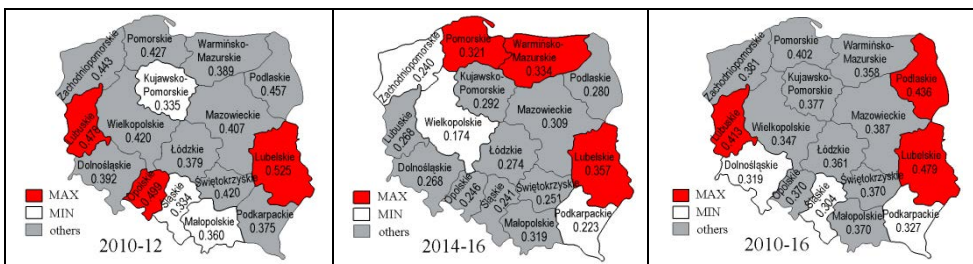 Pomorskie
0.427
Warmińsko-
Mazurskie
0.389
Zachodniopomorskie
0.443
Kujawsko-
Pomorskie
0.335
Podlaskie
0.457
Lubuskie
0.478
Wielkopolskie
0.420
Mazowieckie
0.407
Łódzkie
0.379
Lubelskie
0.525
Dolnośląskie
0.392
Opolskie
0.499
Śląskie
0.334
Świętokrzyskie
0.420
Małopolskie
0.360
Podkarpackie
0.375
MAX
MIN
others
2010-12
Pomorskie
0.321
Warmińsko-
Mazurskie
0.334
Zachodniopomorskie
0.240
Kujawsko-
Pomorskie
0.292
Podlaskie
0.280
Lubuskie
0.268
Wielkopolskie
0.174
Mazowieckie
0.309
Łódzkie
0.274
Lubelskie
0.357
Dolnośląskie
0.268
Opolskie
0.246
Śląskie
0.241
Świętokrzyskie
0.251
Małopolskie
0.319
Podkarpackie
0.223
MAX
MIN
others
2014-16
Pomorskie
0.402
Warmińsko-
Mazurskie
0.358
Zachodniopomorskie
0.381
Kujawsko-
Pomorskie
0.377
Podlaskie
0.436
Lubuskie
0.413
Wielkopolskie
0.347
Mazowieckie
0.387
Łódzkie
0.361
Lubelskie
0.479
Dolnośląskie
0.319
Opolskie
0.370
Śląskie
0.304
Świętokrzyskie
0.370
Małopolskie
0.370
Podkarpackie
0.327
MAX
MIN
others
2010-16